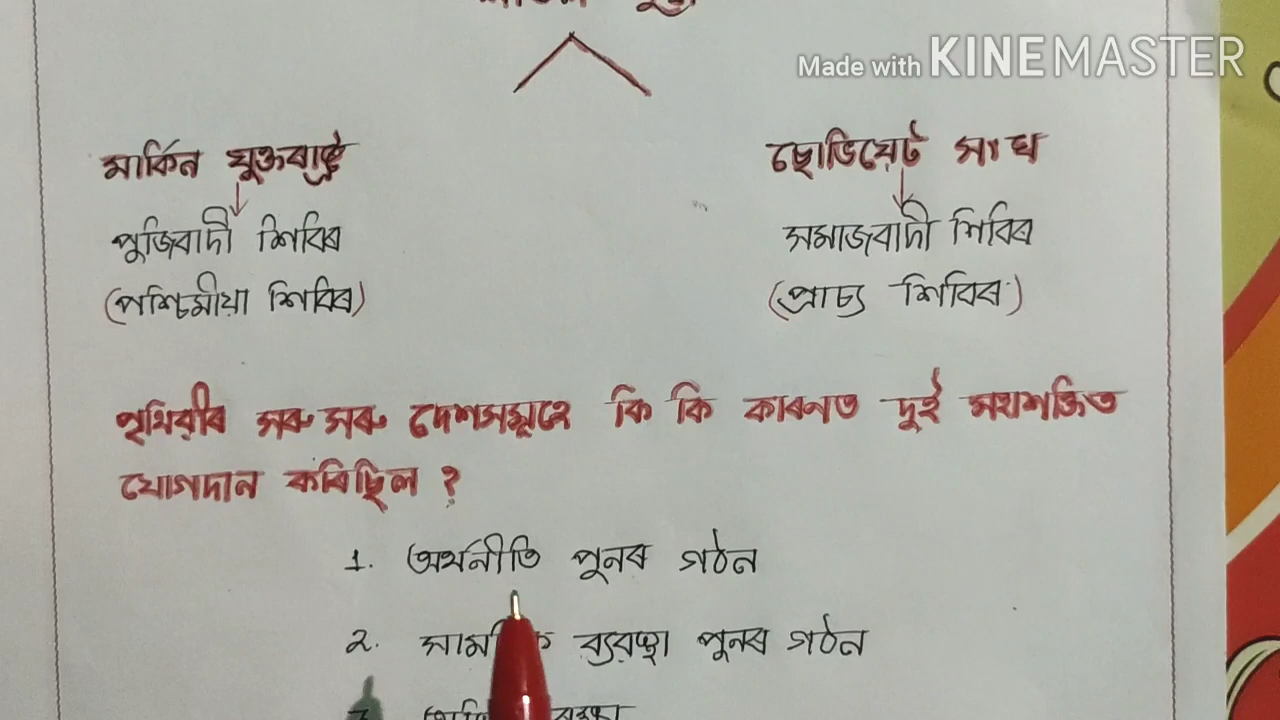 Made with KINEMASTER
মাৰ্কিন যুক্তৰাষ্ট্ৰ
ছোভিয়েট সংঘ
পুজিবাদী শিবিৰ
সমাজবাদী শিবিৰ
(পশ্চিমীয়া শিবিৰ)
(প্ৰাচ্য শিবিৰ)
পৃথিৱীৰ সৰু সৰু দেশসমূহে কি কি কাৰণত দুই মহাশক্তিত
যোগদান কৰিছিল ?
1. অৰ্থনীতি পুনৰ গঠন
2. ব্যৱস্থা পুনৰ গঠন